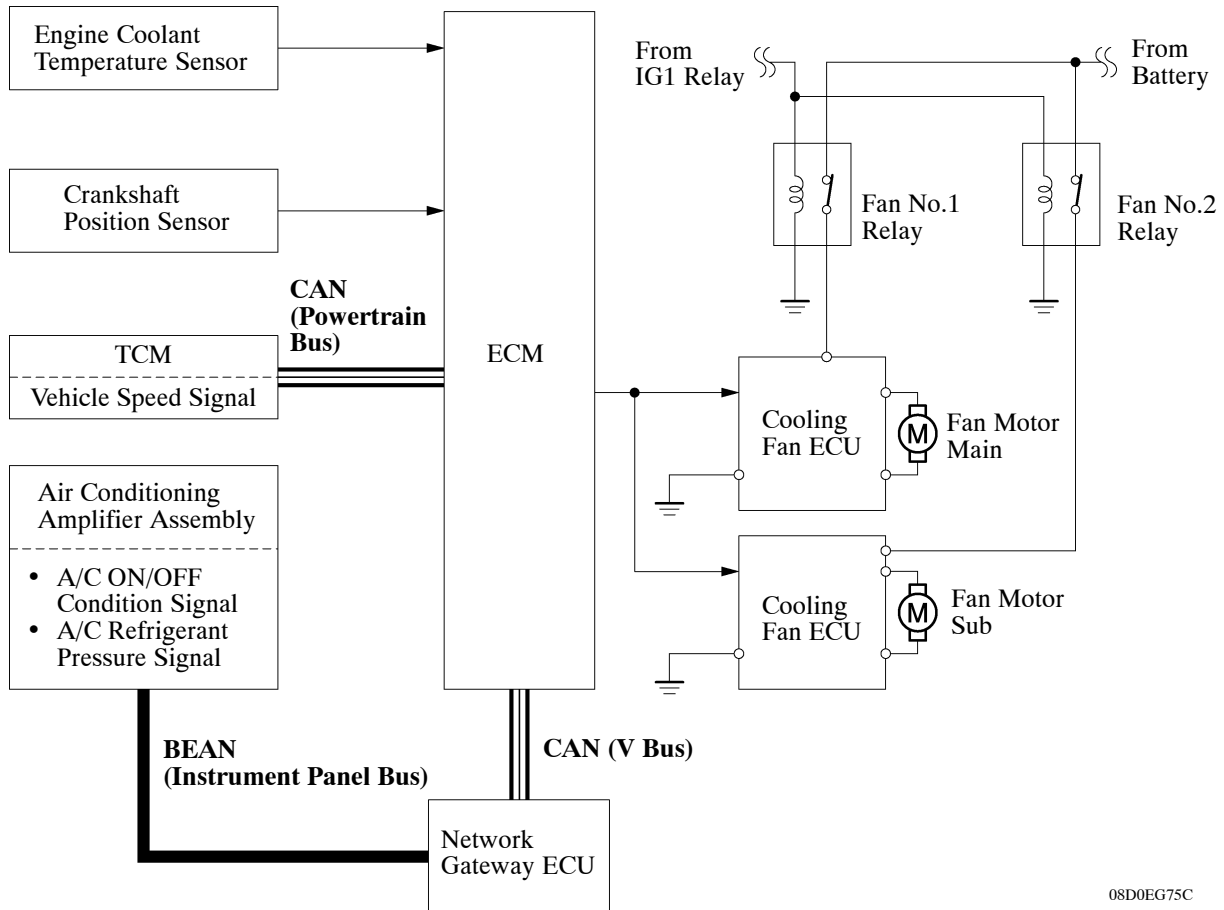 Engine Coolant
Temperature Sensor
Crankshaft
Position Sensor
CAN
(Powertrain
Bus)
TCM
Vehicle Speed Signal
Air Conditioning
Amplifier Assembly
• A/C ON/OFF
Condition Signal
• A/C Refrigerant
Pressure Signal
BEAN
(Instrument Panel Bus)
ECM
CAN (V Bus)
Network
Gateway ECU
From
IG1 Relay
From
Battery
Fan No.1
Relay
Fan No.2
Relay
Cooling
Fan ECU
M
Fan Motor
Main
Cooling
Fan ECU
M
Fan Motor
Sub
08D0EG75C